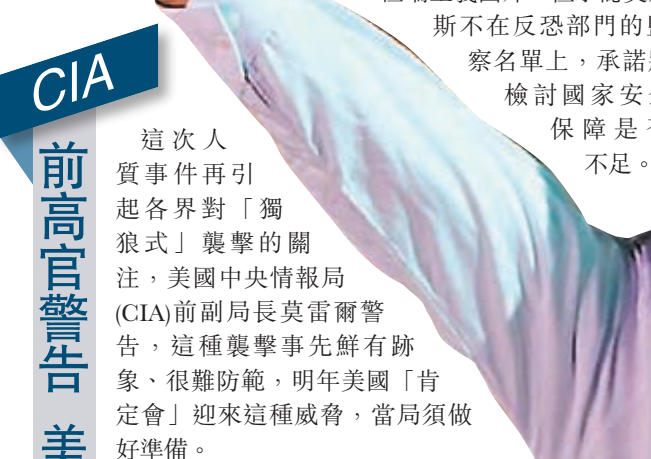 CIA
前高官警告
這次人
質事件再引
起各界對「獨
狼式」襲擊的關
注，美國中央情報局
(CIA)前副局長莫雷爾警
告，這種襲擊事先鮮有跡
象、很難防範，明年美國「肯
定會」迎來這種威脅，當局須做
好準備。
斯不在反恐部門的
察名單上，承諾
檢討國家安
保障是
不足。